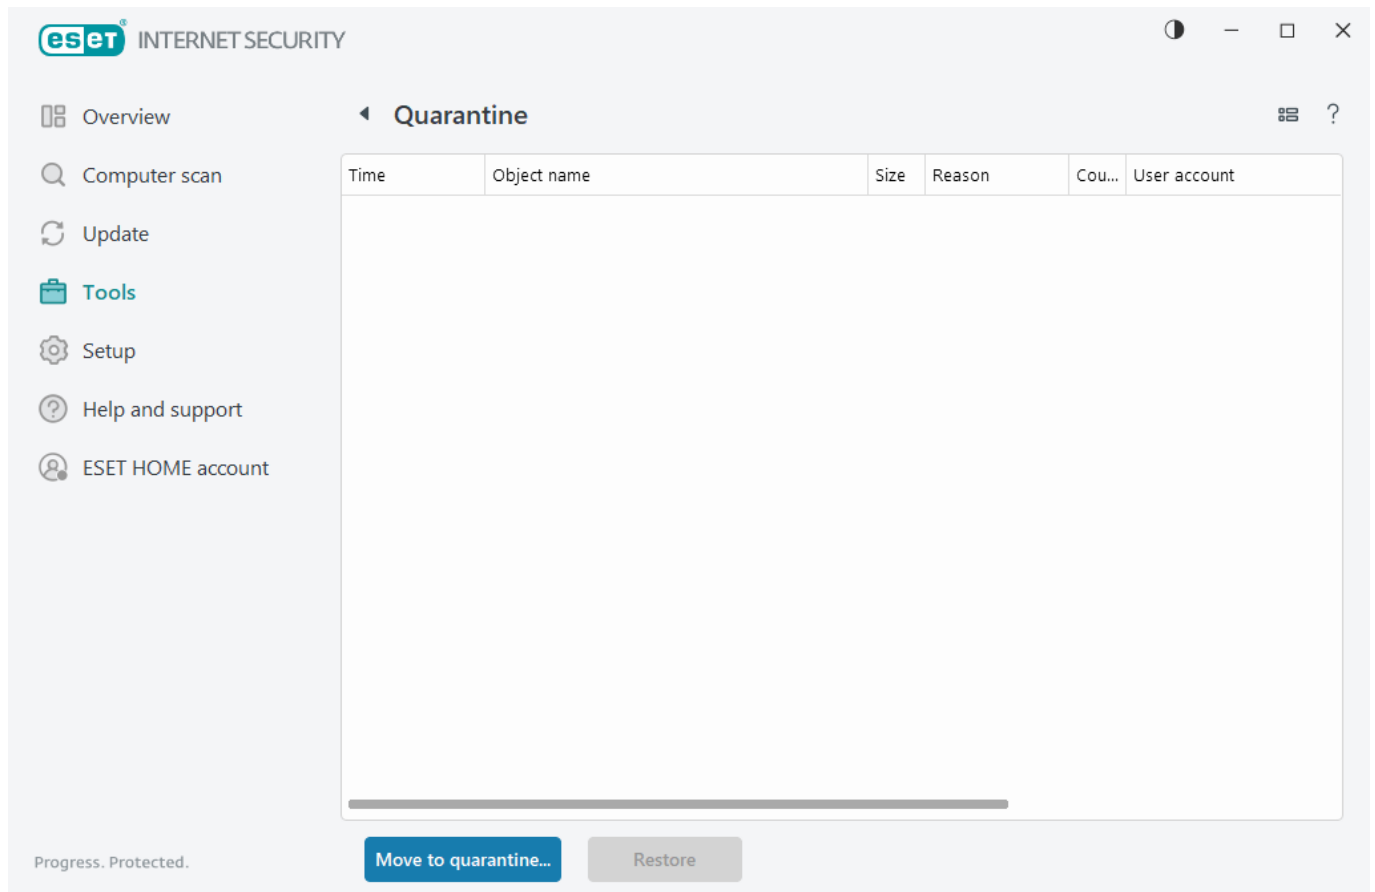 eset® INTERNET SECURITY
Overview
Computer scan
Update
Tools
Setup
Help and support
ESET HOME account
Progress. Protected.
Quarantine
?
Time Object name Size Reason Cou... User account
Move to quarantine... Restore